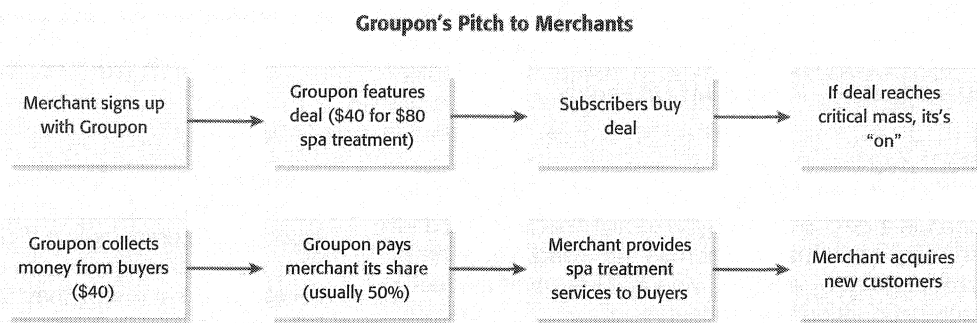 Groupon's Pitch to Merchants
Merchant signs up
with Groupon
Groupon features
deal ($40 for $80
spa treatment)
Subscribers buy
deal
If deal reaches
critical mass, its's
"on"
Groupon collects
money from buyers
($40)
Groupon pays
merchant its share
(usually 50%)
Merchant provides
spa treatment
services to buyers
Merchant acquires
new customers